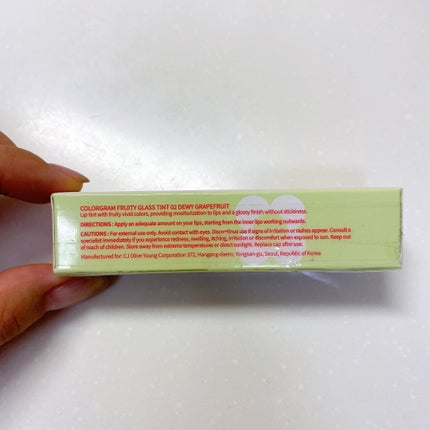 COLORGRAM FRUITY GLASS TINT 02 DEWY GRAPEFRUIT
Lip tint with fruity vivid colors, providing moisturization to lips and a glossy finish without stickiness.
DIRECTIONS : Apply an adequate amount on your lips, starting from the inner lips working outwards.
CAUTIONS : For external use only. Avoid contact with eyes. Discontinue use if signs of irritation or rashes appear. Consult a
specialist immediately if you experience redness, swelling, itching, irritation or discomfort when exposed to sun. Keep out
of reach of children. Store away from extreme temperatures or direct sunlight. Replace cap after use.
Manufactured for: CJ Olive Young Corporation 372, Hangang-daero, Yongsan-gu, Seoul, Republic of Korea